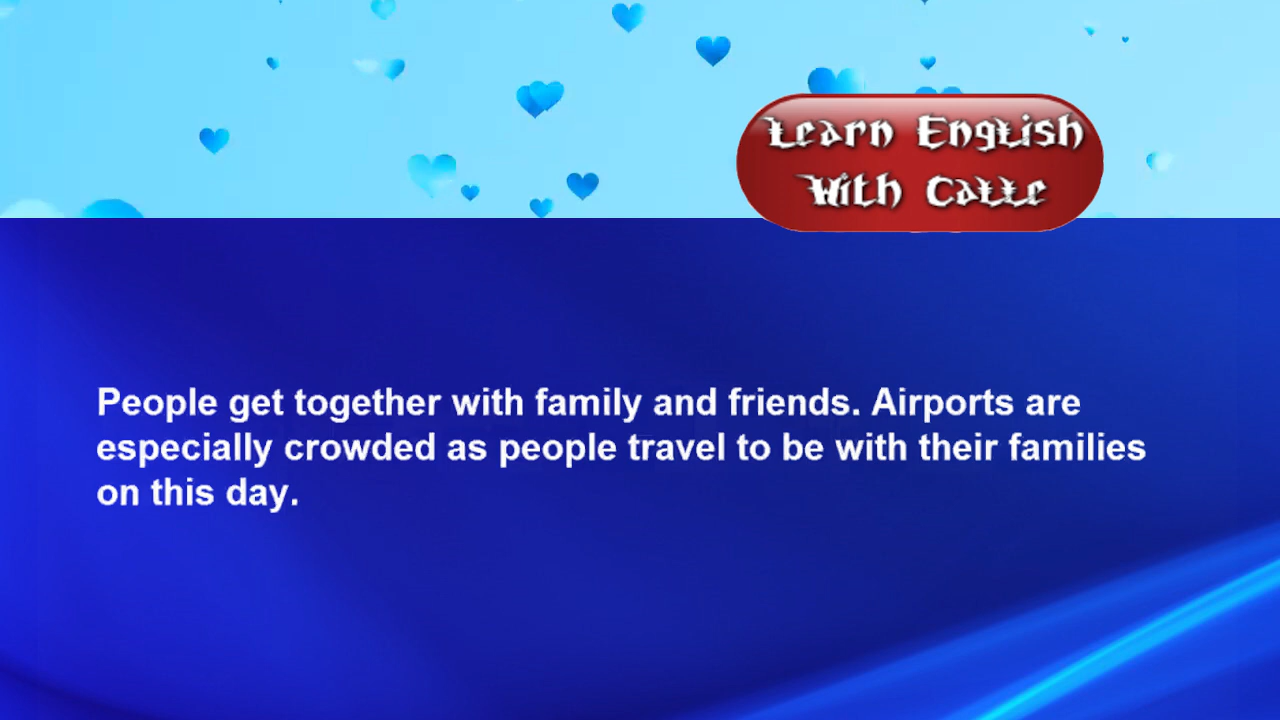 Learn English
With Calle
People get together with family and friends. Airports are
especially crowded as people travel to be with their families
on this day.